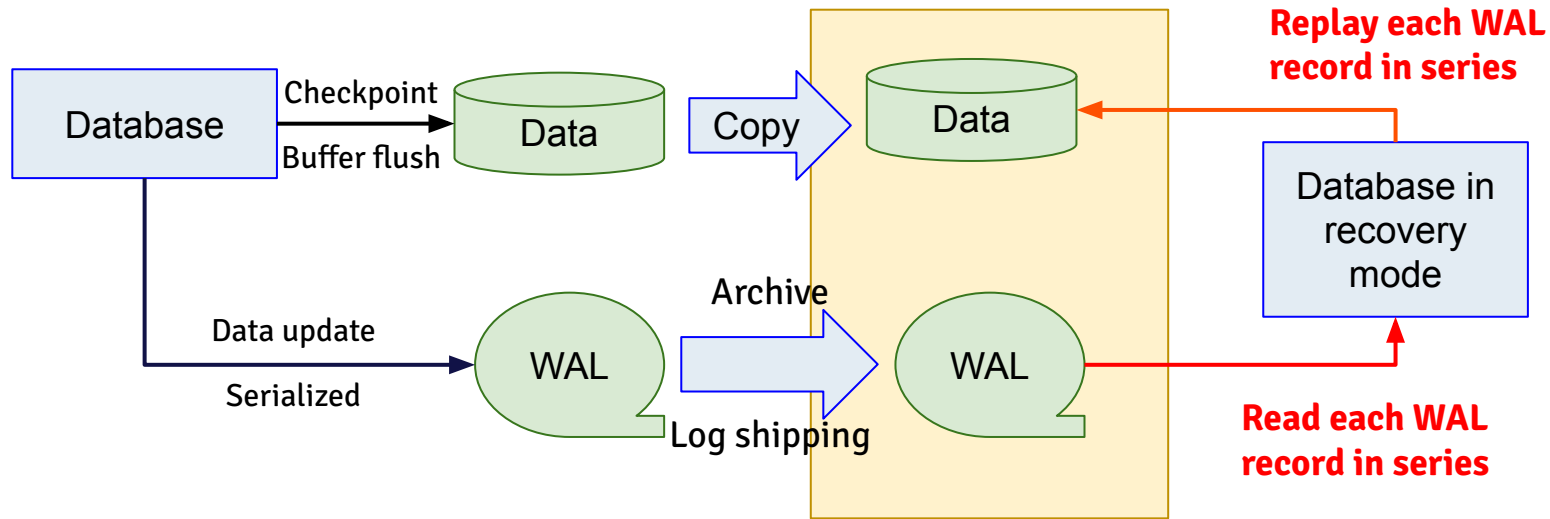 Replay each WAL
record in series
Database
Checkpoint
Buffer flush
Data
Copy
Data
Database in
recovery
mode
Data update
Serialized
WAL
Archive
Log shipping
WAL
Read each WAL
record in series